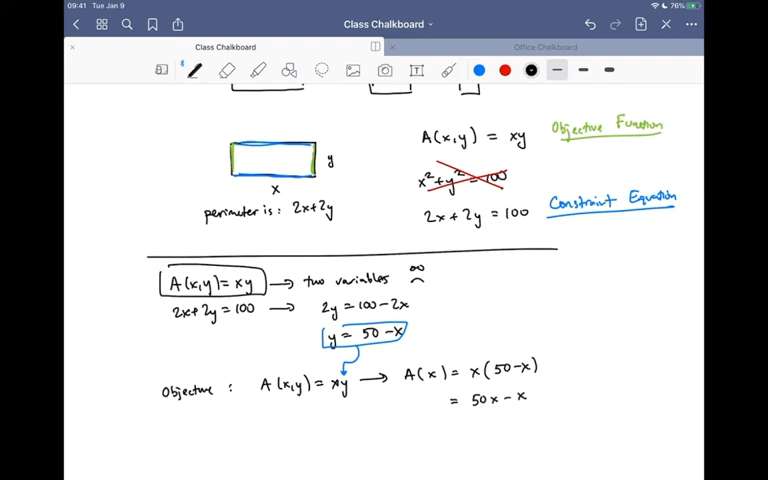 09:41 Tue Jan 9
76%
Class Chalkboard
Class Chalkboard
Office Chalkboard
T
A(x,y) = xy
Objective Function
y
x² + y² = 100
x
Constraint Equation
perimeter is: 2x+2y
2x + 2y = 100
A(x,y) = xy → two variables
2x+2y = 100 → 2y = 100 - 2x
y = 50 - x
Objective : A(x,y) = xy → A(x) = x(50-x)
= 50x - x